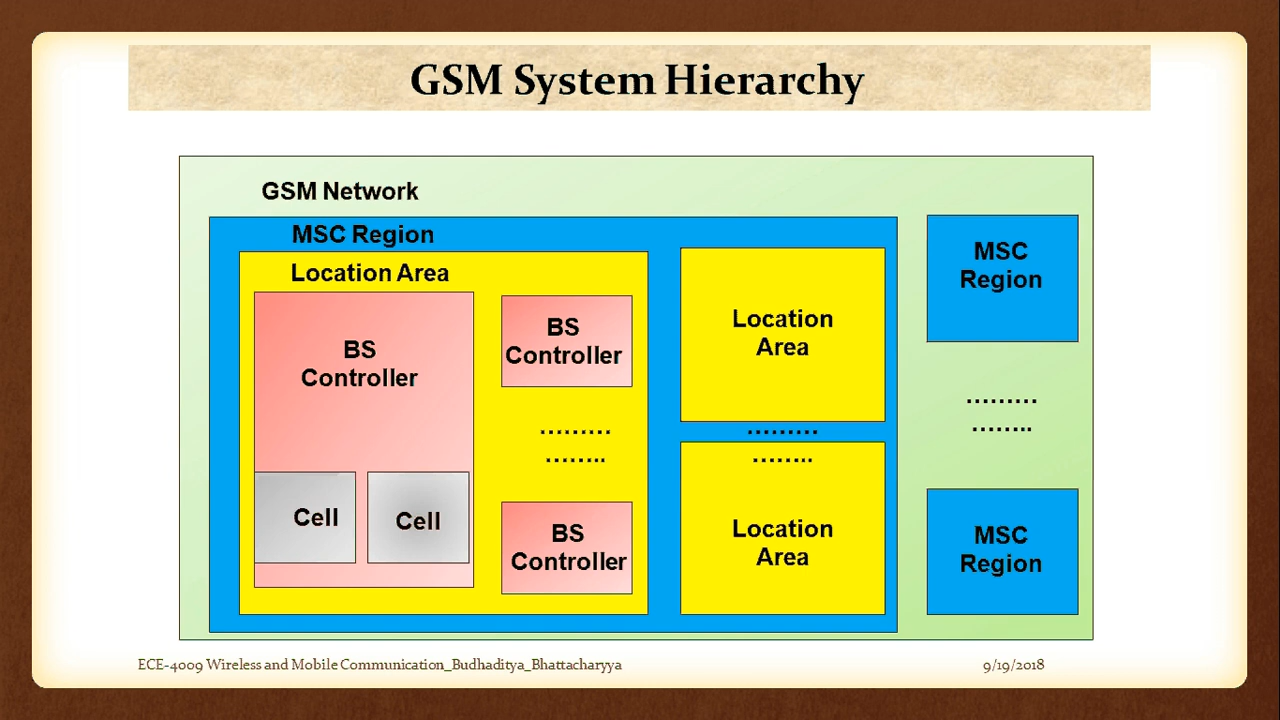 GSM System Hierarchy
GSM Network
MSC Region
Location Area
BS
Controller
Cell
Cell
BS
Controller
………
……..
BS
Controller
Location
Area
………
……..
Location
Area
MSC
Region
………
……..
MSC
Region
ECE-4009 Wireless and Mobile Communication_Budhaditya_Bhattacharyya
9/19/2018